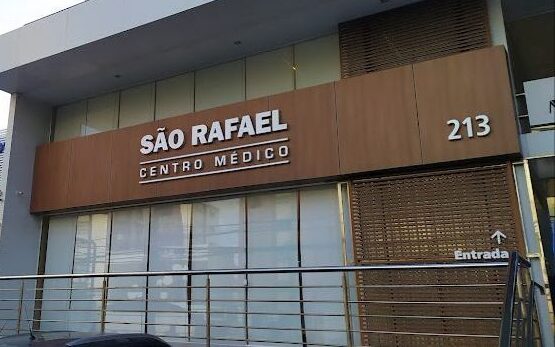 SÃO RAFAEL
CENTRO MÉDICO
213
Entrada